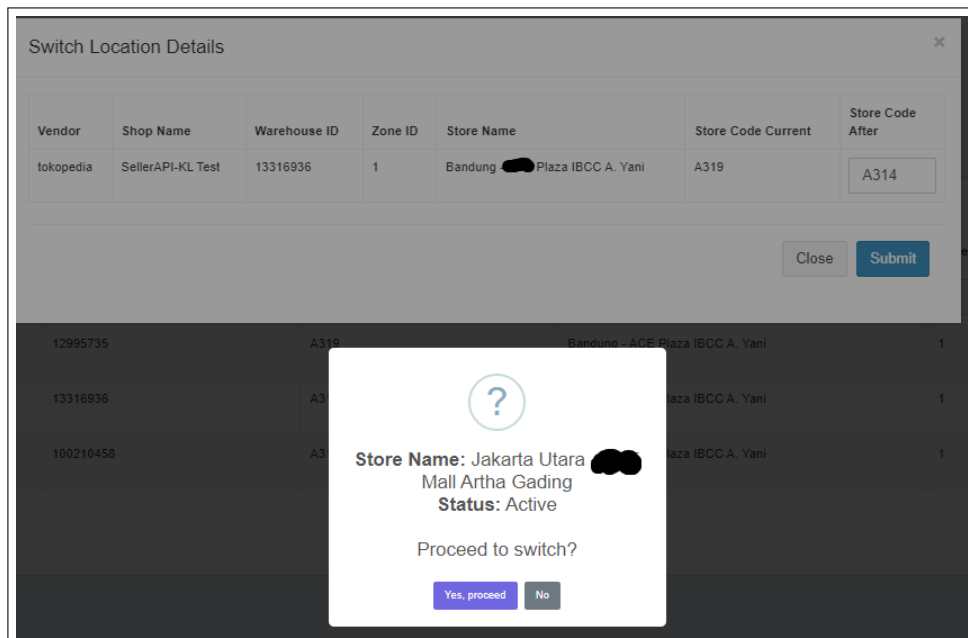 Switch Location Details
×
Vendor Shop Name Warehouse ID Zone ID Store Name Store Code Current Store Code After
tokopedia SellerAPI-KL Test 13316936 1 Bandung - Plaza IBCC A. Yani A319 A314
Close Submit
12995735 A319 Bandung - ACE Plaza IBCC A. Yani 1
13316936 A3 laza IBCC A. Yani 1
100210458 A3 laza IBCC A. Yani 1
?
Store Name: Jakarta Utara
Mall Artha Gading
Status: Active
Proceed to switch?
Yes, proceed No